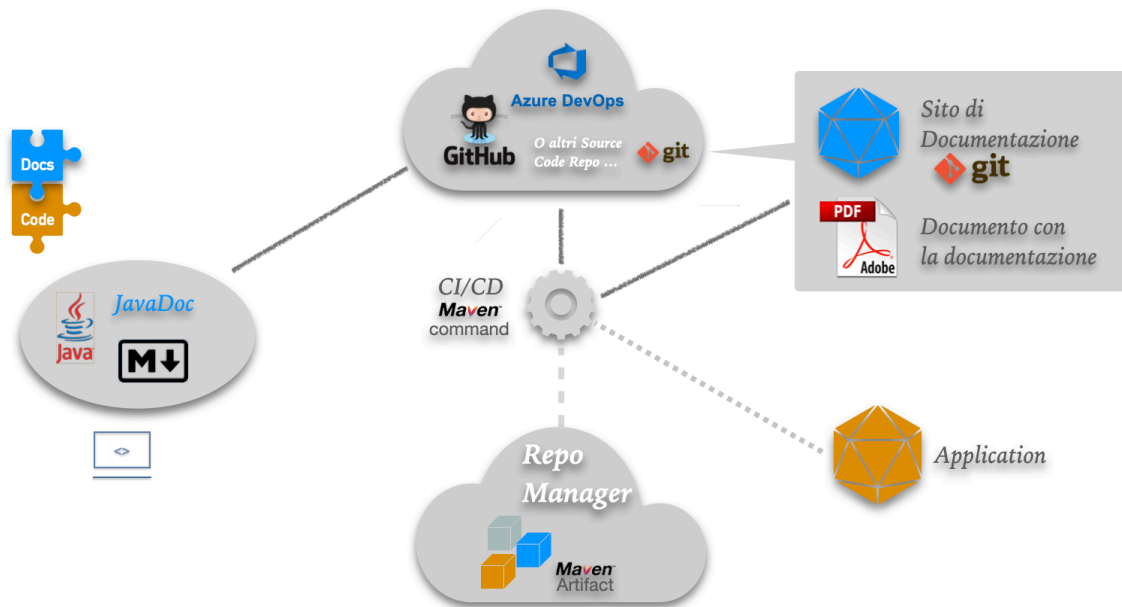 Azure DevOps
GitHub
O altri Source
Code Repo ...
git
Sito di
Documentazione
git
PDF
Adobe
Documento con
la documentazione
Docs
Code
Java
JavaDoc
M
CI/CD
Maven
command
<>
Repo
Manager
Maven
Artifact
Application